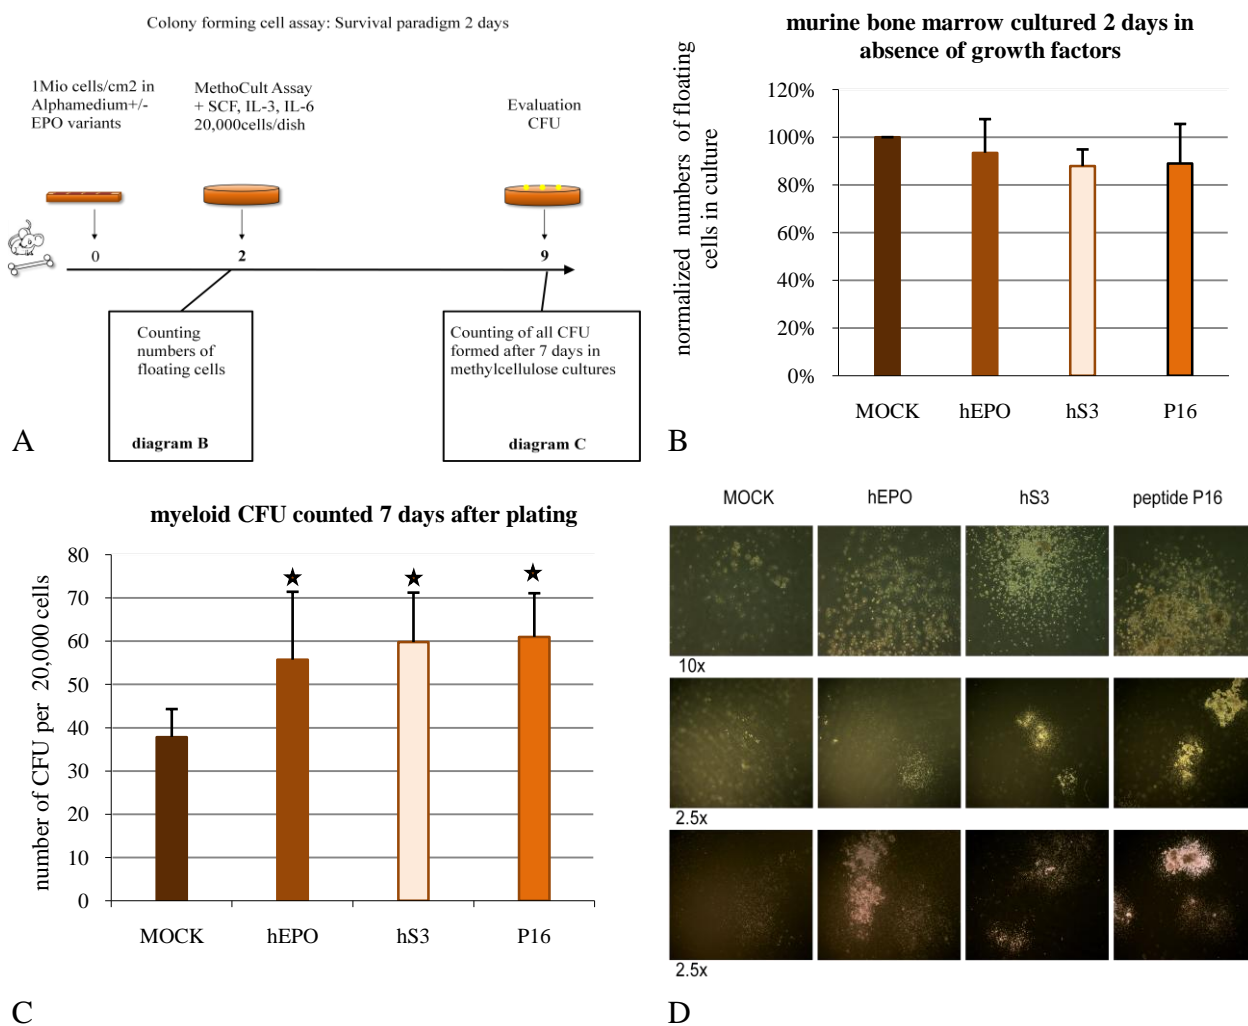 Colony forming cell assay: Survival paradigm 2 days
1Mio cells/cm2 in
Alphamedium+/-
EPO variants
MethoCult Assay
+ SCF, IL-3, IL-6
20,000cells/dish
Evaluation
CFU
0
2
9
Counting
numbers of
floating cells
diagram B
Counting of all CFU
formed after 7 days in
methylcellulose cultures
diagram C
A
murine bone marrow cultured 2 days in
absence of growth factors
normalized numbers of floating
cells in culture
120%
100%
80%
60%
40%
20%
0%
MOCK
hEPO
hS3
P16
B
myeloid CFU counted 7 days after plating
number of CFU per 20,000 cells
80
70
60
50
40
30
20
10
0
MOCK
hEPO
hS3
P16
C
MOCK
hEPO
hS3
peptide P16
10x
2.5x
2.5x
D